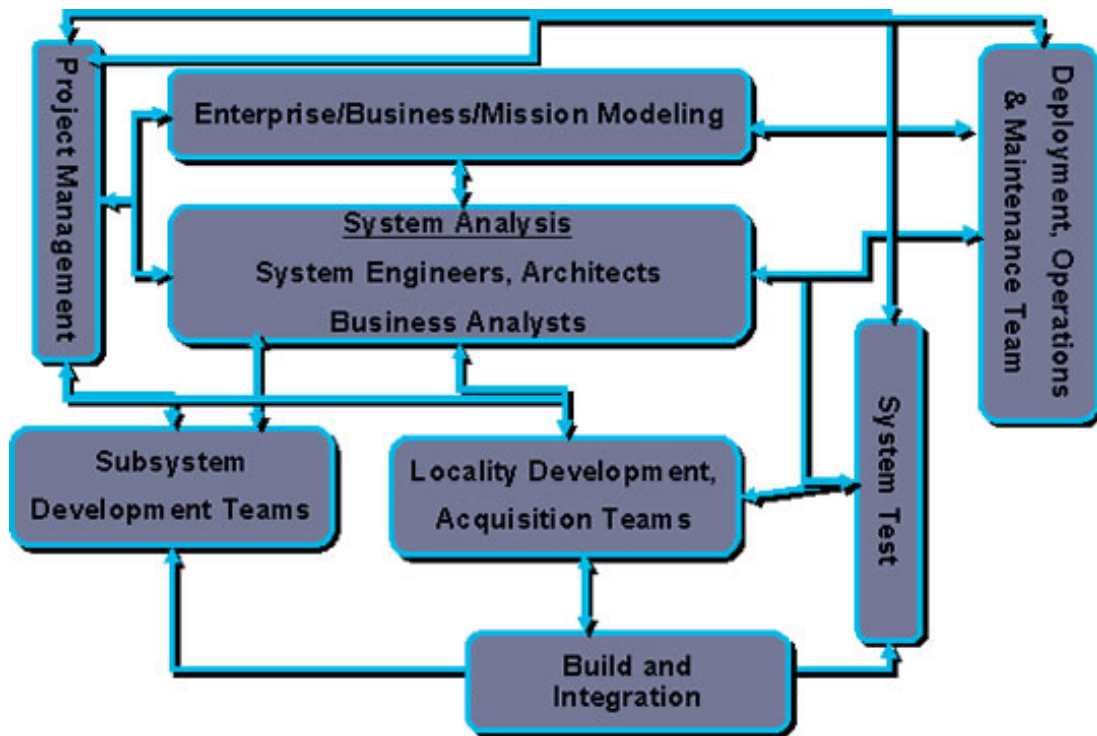 Project Management
Enterprise/Business/Mission Modeling
System Analysis
System Engineers, Architects
Business Analysts
Deployment, Operations
& Maintenance Team
System Test
Subsystem
Development Teams
Locality Development,
Acquisition Teams
Build and
Integration